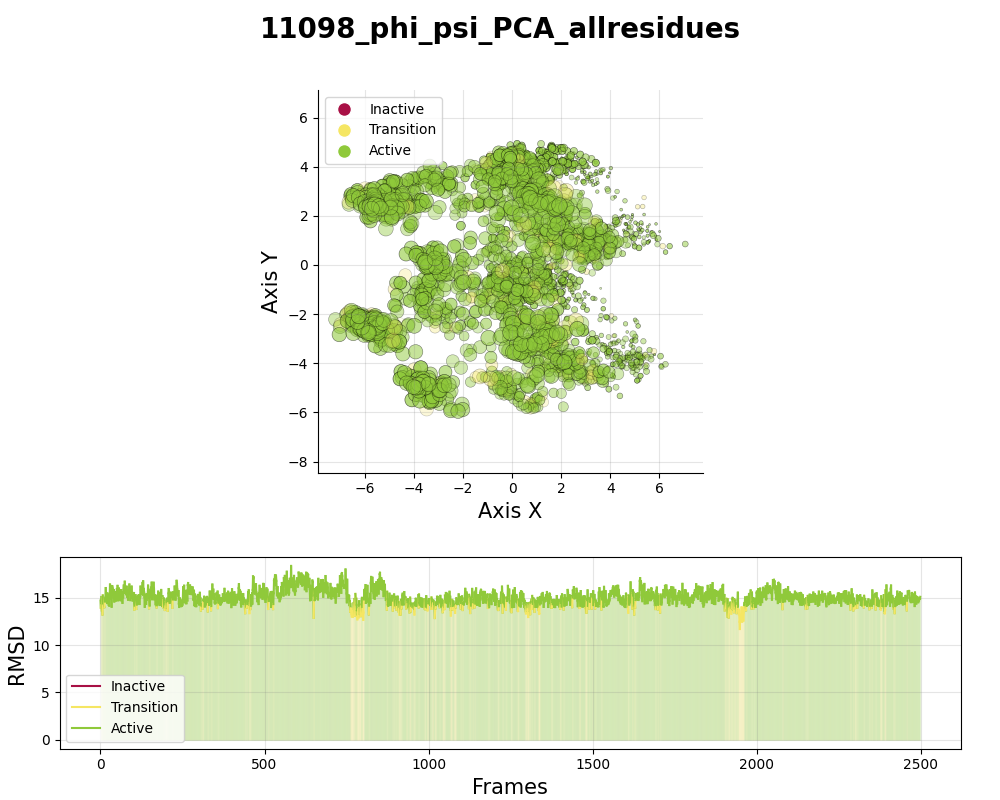 11098_phi_psi_PCA_allresidues
Inactive
Transition
Active
6
4
2
0
−2
−4
−6
−8
Axis Y
−6 −4 −2 0 2 4 6
Axis X
15
10
5
0
RMSD
Inactive
Transition
Active
0 500 1000 1500 2000 2500
Frames